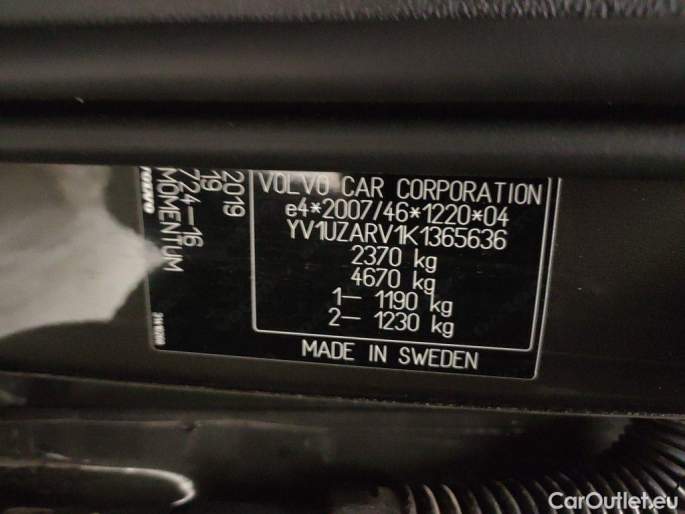 VOLVO CAR CORPORATION
e4*2007/46*1220*04
YV1UZARV1K1365636
2370 kg
4670 kg
1— 1190 kg
2— 1230 kg
MADE IN SWEDEN
2019
19
724-16
MOMENTUM
VOLVO
CarOutlet.eu